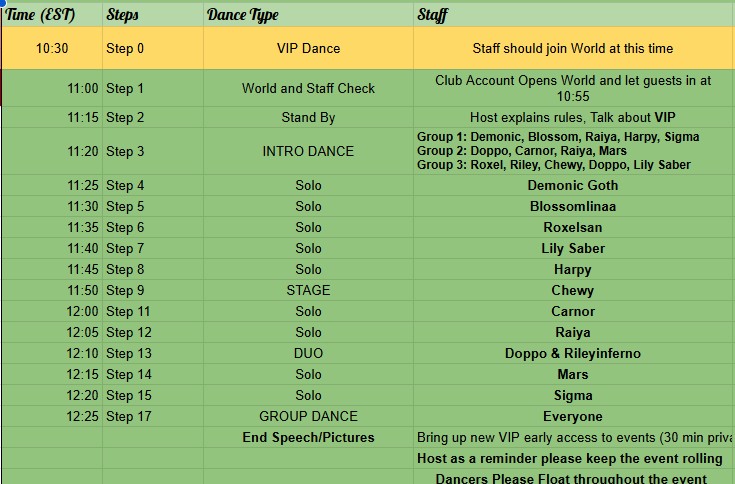 Time (EST) Steps Dance Type Staff
10:30 Step 0 VIP Dance Staff should join World at this time
11:00 Step 1 World and Staff Check Club Account Opens World and let guests in at
10:55
11:15 Step 2 Stand By Host explains rules, Talk about VIP
11:20 Step 3 INTRO DANCE Group 1: Demonic, Blossom, Raiya, Harpy, Sigma
Group 2: Doppo, Carnor, Raiya, Mars
Group 3: Roxel, Riley, Chewy, Doppo, Lily Saber
11:25 Step 4 Solo Demonic Goth
11:30 Step 5 Solo Blossomlinaa
11:35 Step 6 Solo Roxelsan
11:40 Step 7 Solo Lily Saber
11:45 Step 8 Solo Harpy
11:50 Step 9 STAGE Chewy
12:00 Step 11 Solo Carnor
12:05 Step 12 Solo Raiya
12:10 Step 13 DUO Doppo & Rileyinferno
12:15 Step 14 Solo Mars
12:20 Step 15 Solo Sigma
12:25 Step 17 GROUP DANCE Everyone
End Speech/Pictures Bring up new VIP early access to events (30 min priva
Host as a reminder please keep the event rolling
Dancers Please Float throughout the event